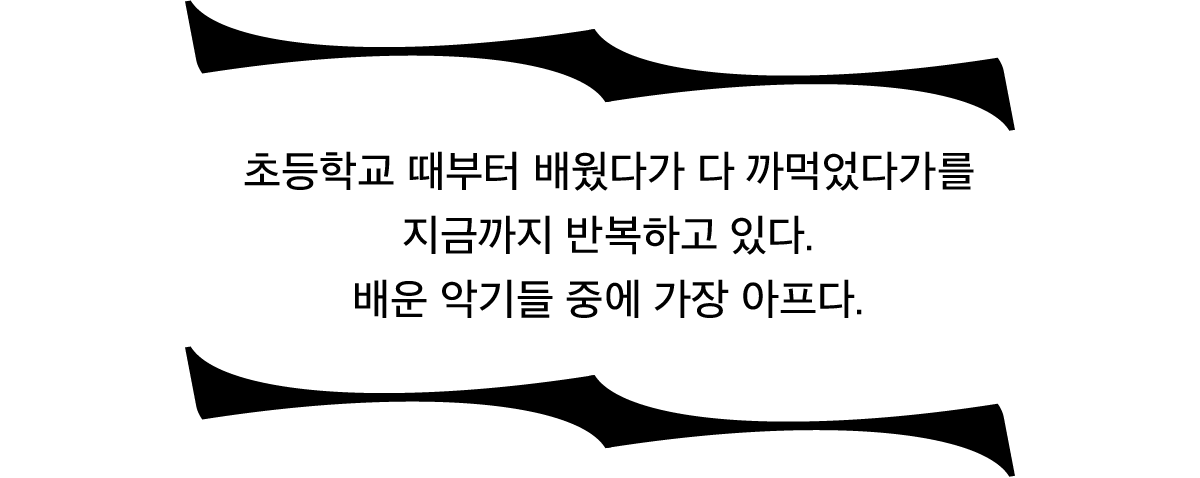 초등학교 때부터 배웠다가 다 까먹었다가를
지금까지 반복하고 있다.
배운 악기들 중에 가장 아프다.